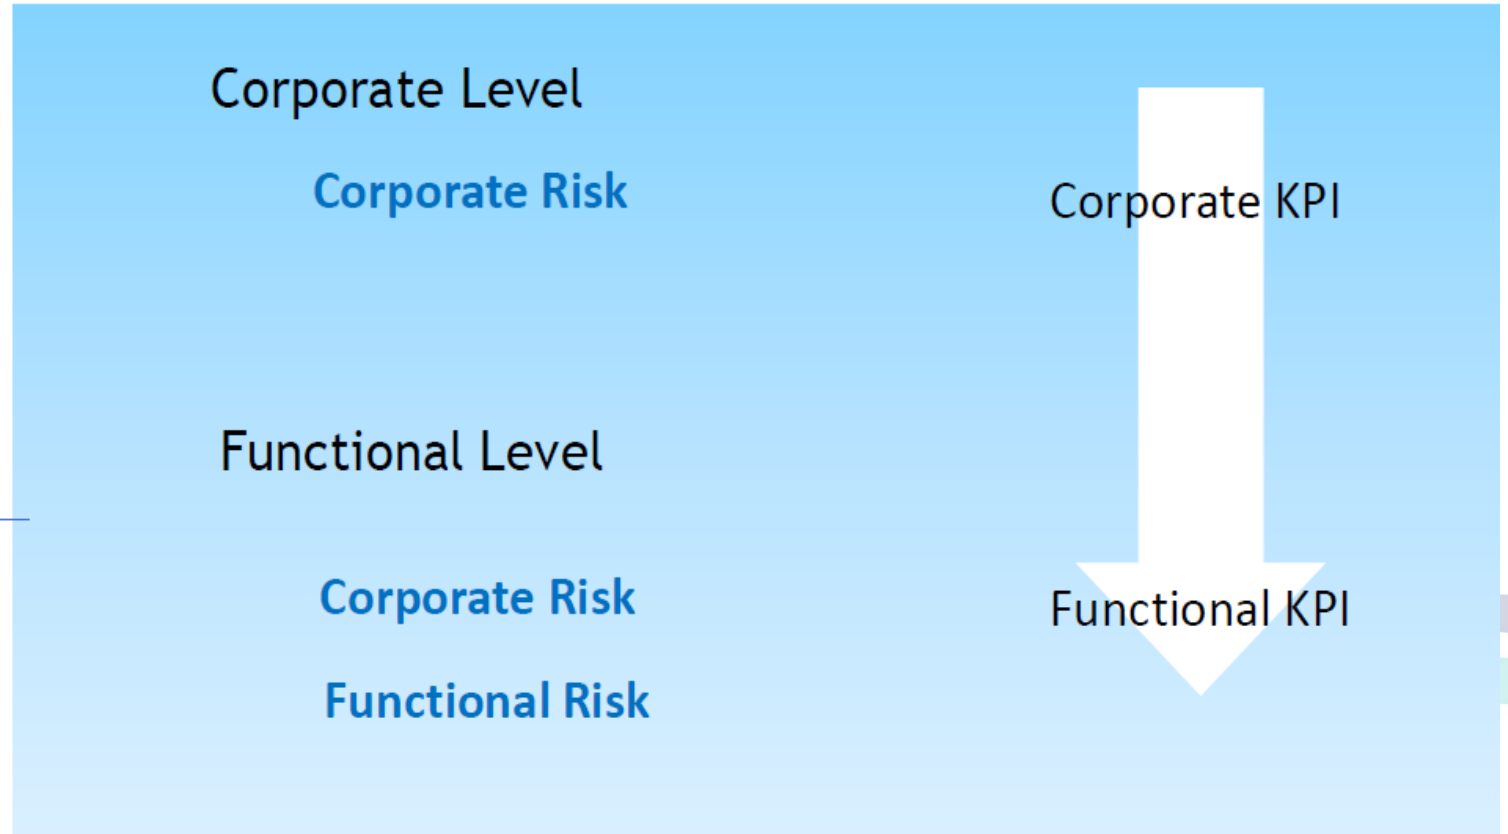 Corporate Level
Corporate Risk
Corporate KPI
Functional Level
Corporate Risk
Functional KPI
Functional Risk